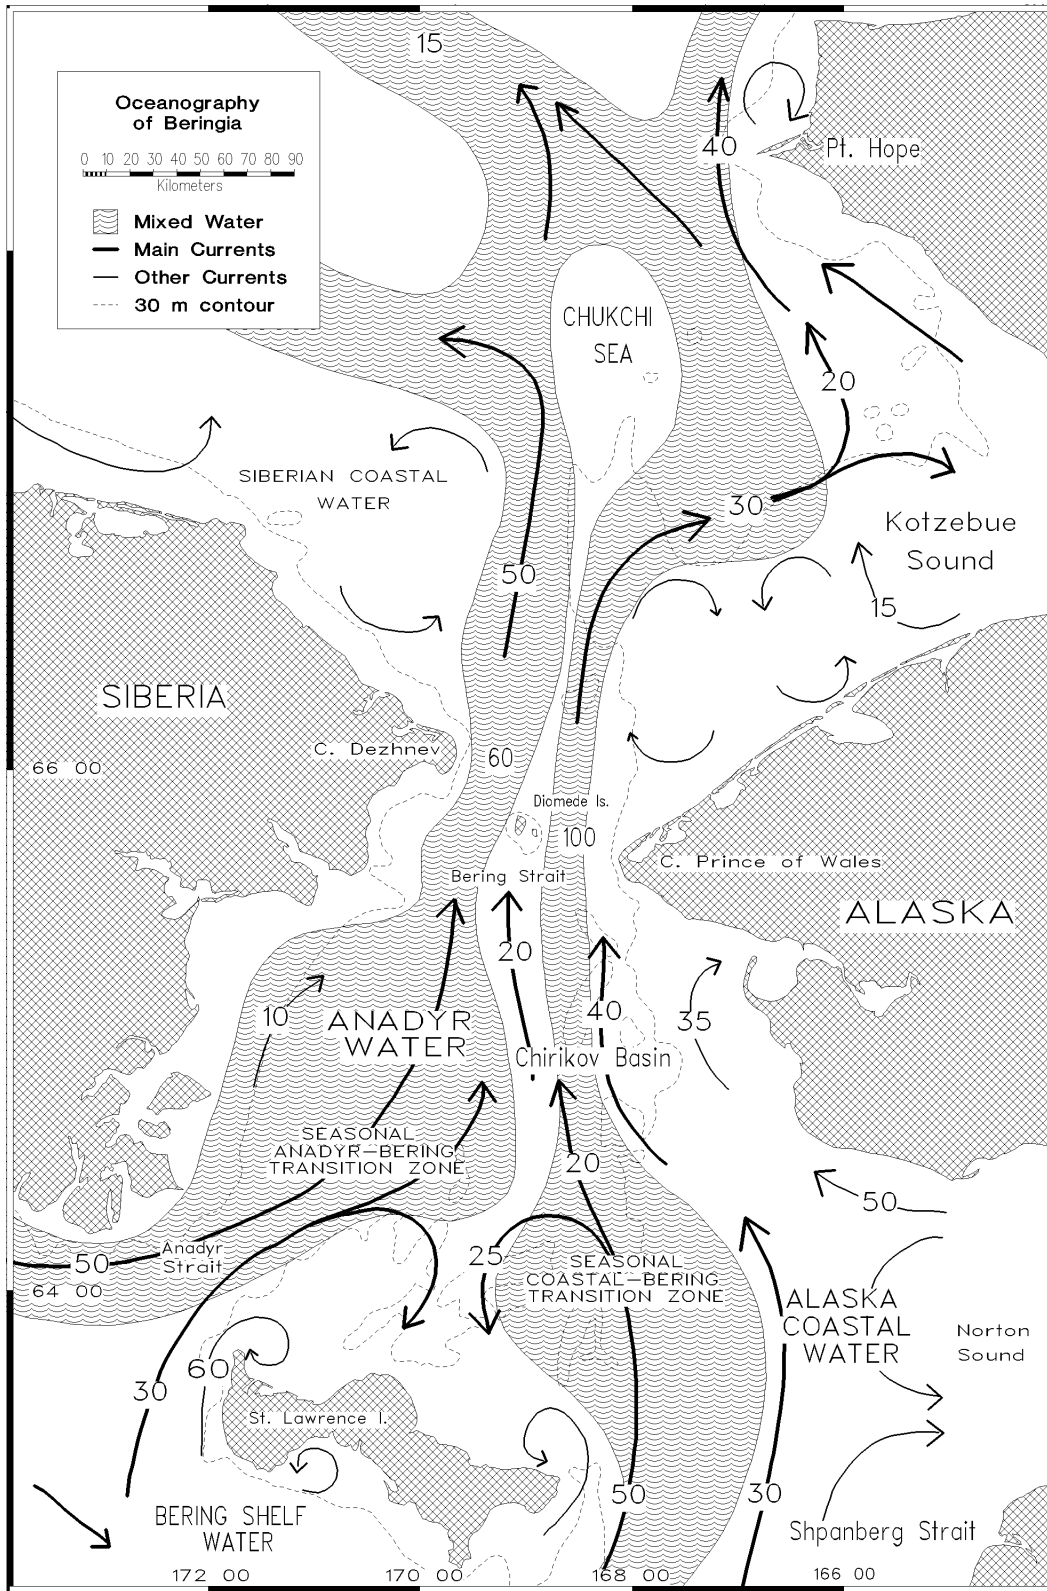 15
Oceanography
of Beringia
0 10 20 30 40 50 60 70 80 90
Kilometers
Mixed Water
Main Currents
Other Currents
30 m contour
40
Pt. Hope
CHUKCHI
SEA
20
SIBERIAN COASTAL
WATER
30
Kotzebue
Sound
50
15
SIBERIA
C. Dezhnev
60
66 00
Diomede Is.
100
C. Prince of Wales
Bering Strait
ALASKA
20
10
ANADYR
WATER
40
35
Chirikov Basin
SEASONAL
ANADYR-BERING
TRANSITION ZONE
20
50
Anadyr
Strait
50
64 00
25
SEASONAL
COASTAL-BERING
TRANSITION ZONE
ALASKA
COASTAL
WATER
Norton
Sound
60
30
St. Lawrence I.
50
30
BERING SHELF
WATER
Shpanberg Strait
172 00
170 00
168 00
166 00